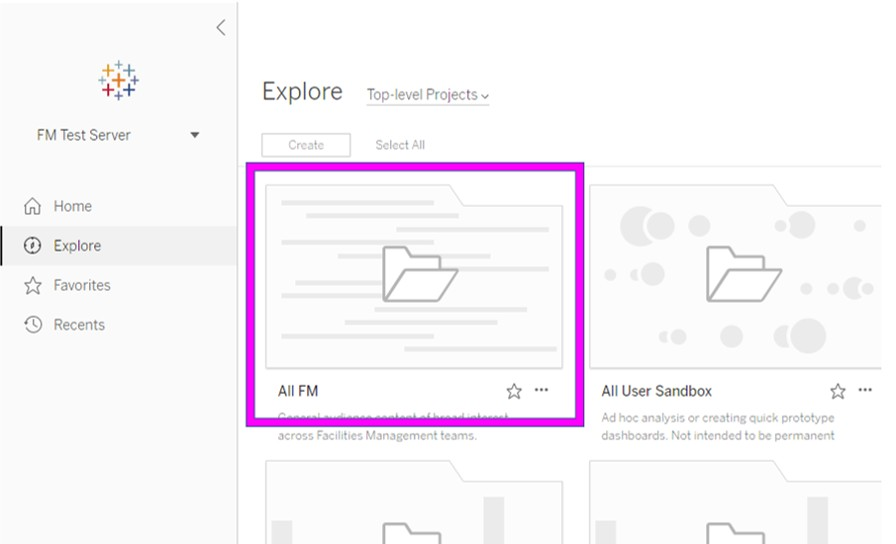 Explore Top-level Projects
FM Test Server
Create Select All
Home
Explore
Favorites
Recents
All FM
General audience content of broad interest
across Facilities Management teams.
All User Sandbox
Ad hoc analysis or creating quick prototype
dashboards. Not intended to be permanent